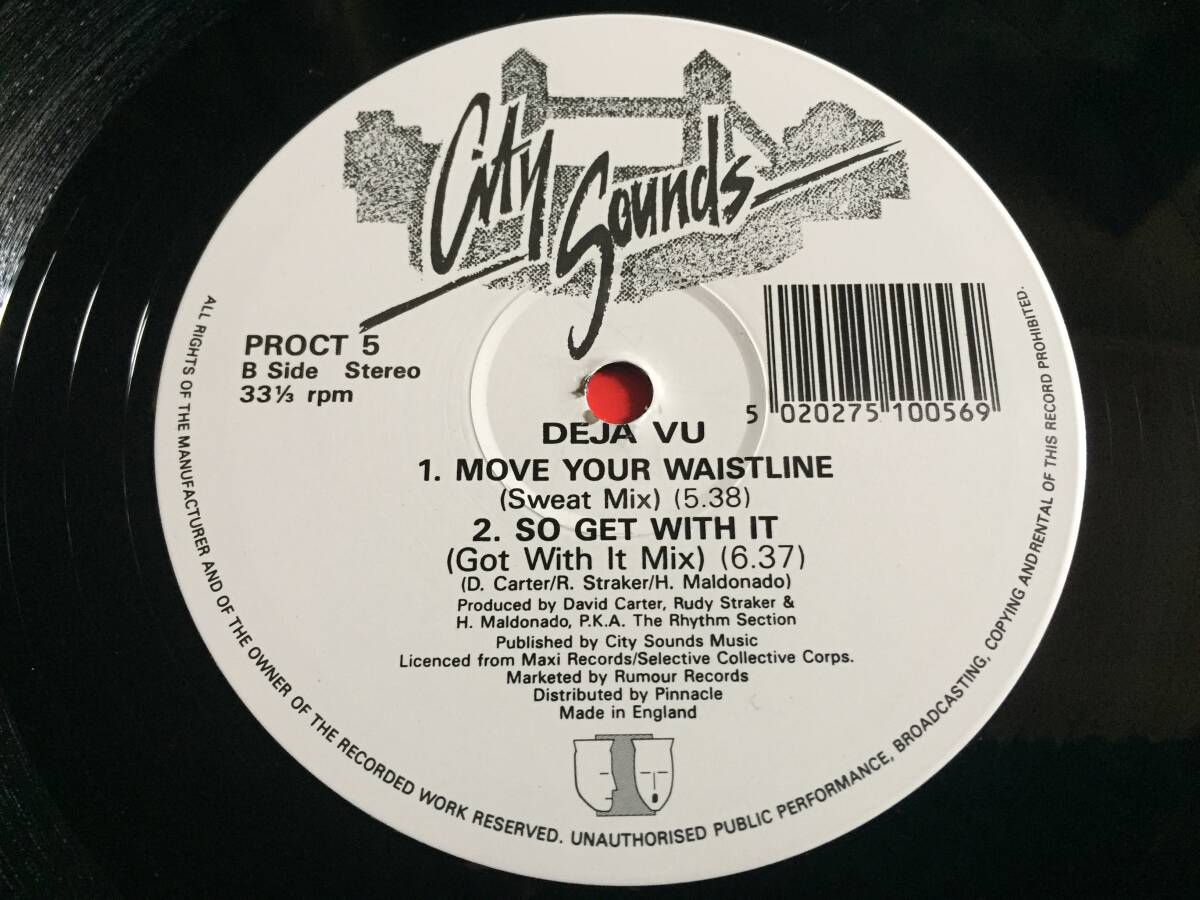 City Sounds
PROCT 5
B Side Stereo
33⅓ rpm
5 020275 100569
DEJA VU
1. MOVE YOUR WAISTLINE
(Sweat Mix) (5.38)
2. SO GET WITH IT
(Got With It Mix) (6.37)
(D. Carter/R. Straker/H. Maldonado)
Produced by David Carter, Rudy Straker &
H. Maldonado, P.K.A. The Rhythm Section
Published by City Sounds Music
Licenced from Maxi Records/Selective Collective Corps.
Marketed by Rumour Records
Distributed by Pinnacle
Made in England
ALL RIGHTS OF THE MANUFACTURER AND OF THE OWNER OF THE RECORDED WORK RESERVED. UNAUTHORISED PUBLIC PERFORMANCE, BROADCASTING, COPYING AND RENTAL OF THIS RECORD PROHIBITED.